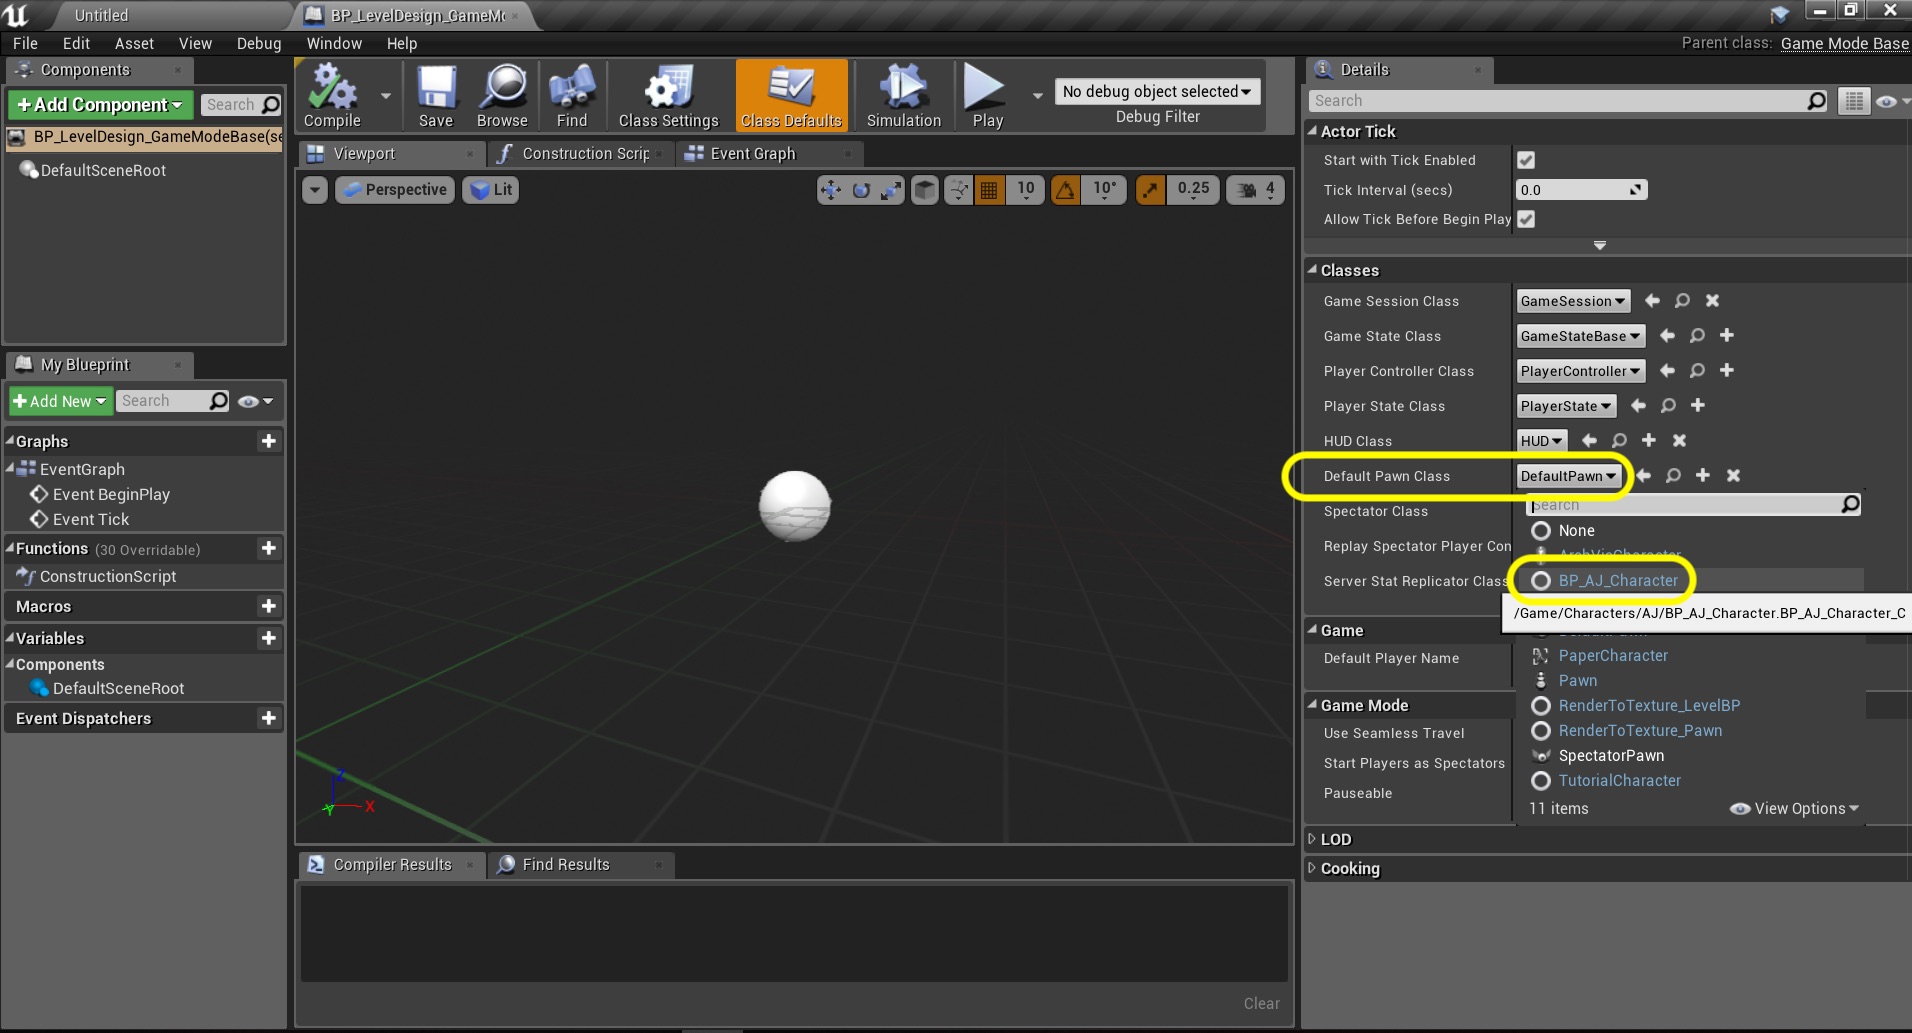 Untitled
BP_LevelDesign_GameMo
File Edit Asset View Debug Window Help
Parent class: Game Mode Base
Components
+Add Component
Search
BP_LevelDesign_GameModeBase(se
DefaultSceneRoot
My Blueprint
Add New
Search
Graphs
EventGraph
Event BeginPlay
Event Tick
Functions (30 Overridable)
ConstructionScript
Macros
Variables
Components
DefaultSceneRoot
Event Dispatchers
Compile
Save
Browse
Find
Class Settings
Class Defaults
Simulation
Play
No debug object selected
Debug Filter
Viewport
Construction Scrip
Event Graph
Perspective
Lit
10
10°
0.25
4
Z
X
Y
Compiler Results
Find Results
Clear
Details
Search
Actor Tick
Start with Tick Enabled
Tick Interval (secs) 0.0
Allow Tick Before Begin Play
Classes
Game Session Class GameSession
Game State Class GameStateBase
Player Controller Class PlayerController
Player State Class PlayerState
HUD Class HUD
Default Pawn Class DefaultPawn
Search
Spectator Class
None
Replay Spectator Player Con
ArchVisCharacter
Server Stat Replicator Class
BP_AJ_Character
/Game/Characters/AJ/BP_AJ_Character.BP_AJ_Character_C
Game
DefaultPawn
Default Player Name
PaperCharacter
Pawn
Game Mode
RenderToTexture_LevelBP
Use Seamless Travel
RenderToTexture_Pawn
Start Players as Spectators
SpectatorPawn
Pauseable
TutorialCharacter
11 items
View Options
LOD
Cooking